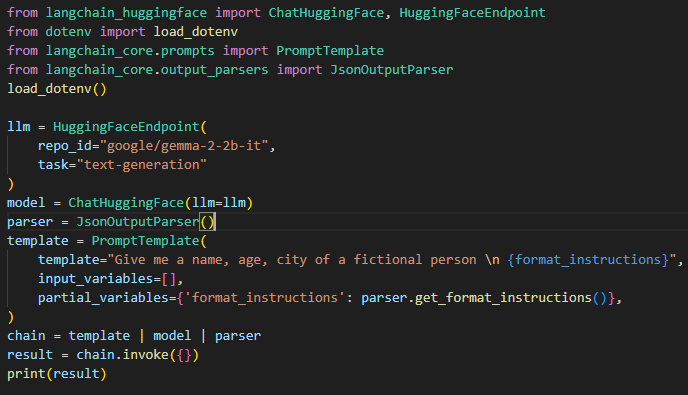 from langchain_huggingface import ChatHuggingFace, HuggingFaceEndpoint
from dotenv import load_dotenv
from langchain_core.prompts import PromptTemplate
from langchain_core.output_parsers import JsonOutputParser
load_dotenv()

llm = HuggingFaceEndpoint(
    repo_id="google/gemma-2-2b-it",
    task="text-generation"
)
model = ChatHuggingFace(llm=llm)
parser = JsonOutputParser()
template = PromptTemplate(
    template="Give me a name, age, city of a fictional person \n {format_instructions}",
    input_variables=[],
    partial_variables={'format_instructions': parser.get_format_instructions()},
)
chain = template | model | parser
result = chain.invoke({})
print(result)